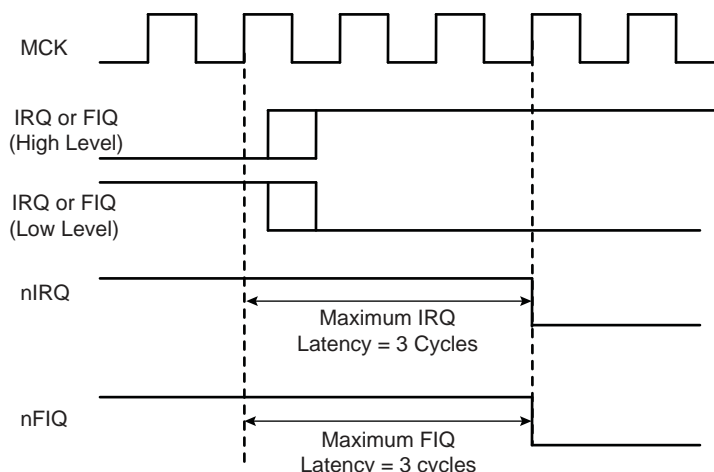 MCK
IRQ or FIQ
(High Level)
IRQ or FIQ
(Low Level)
nIRQ
Maximum IRQ
Latency = 3 Cycles
nFIQ
Maximum FIQ
Latency = 3 cycles